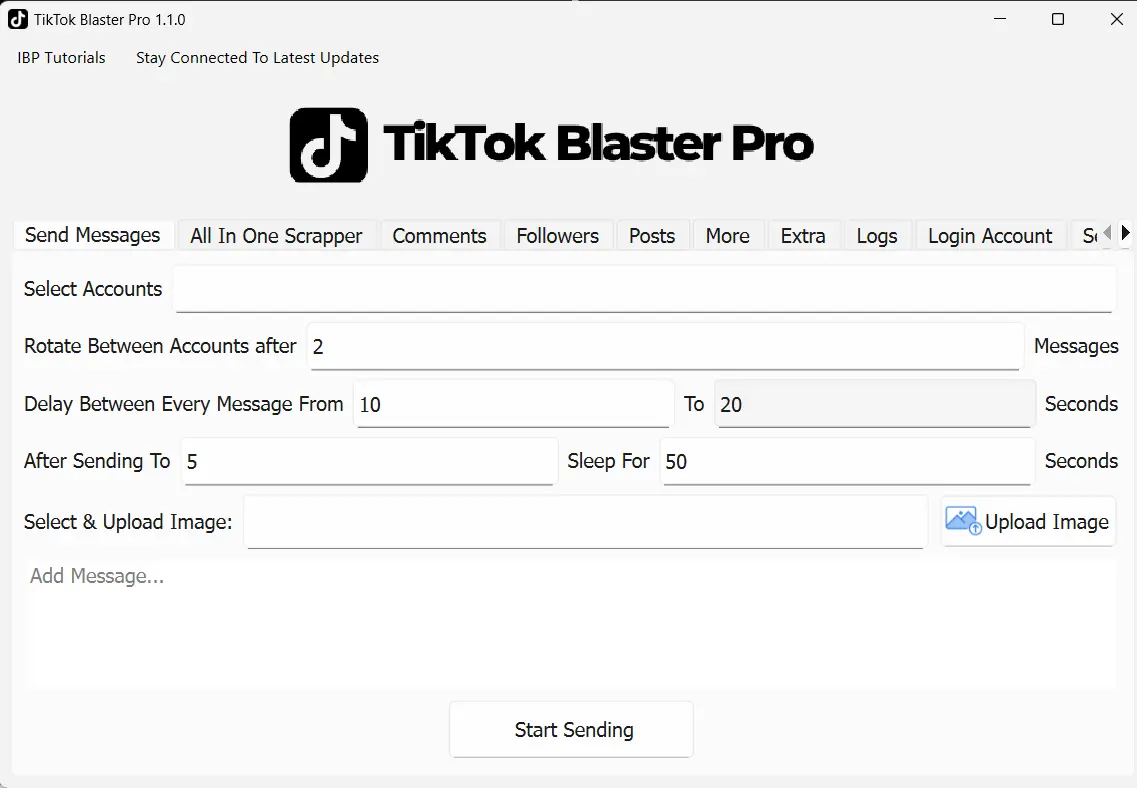 TikTok Blaster Pro 1.1.0
IBP Tutorials Stay Connected To Latest Updates
TikTok Blaster Pro
Send Messages All In One Scrapper Comments Followers Posts More Extra Logs Login Account
Select Accounts
Rotate Between Accounts after 2 Messages
Delay Between Every Message From 10 To 20 Seconds
After Sending To 5 Sleep For 50 Seconds
Select & Upload Image: Upload Image
Add Message...
Start Sending